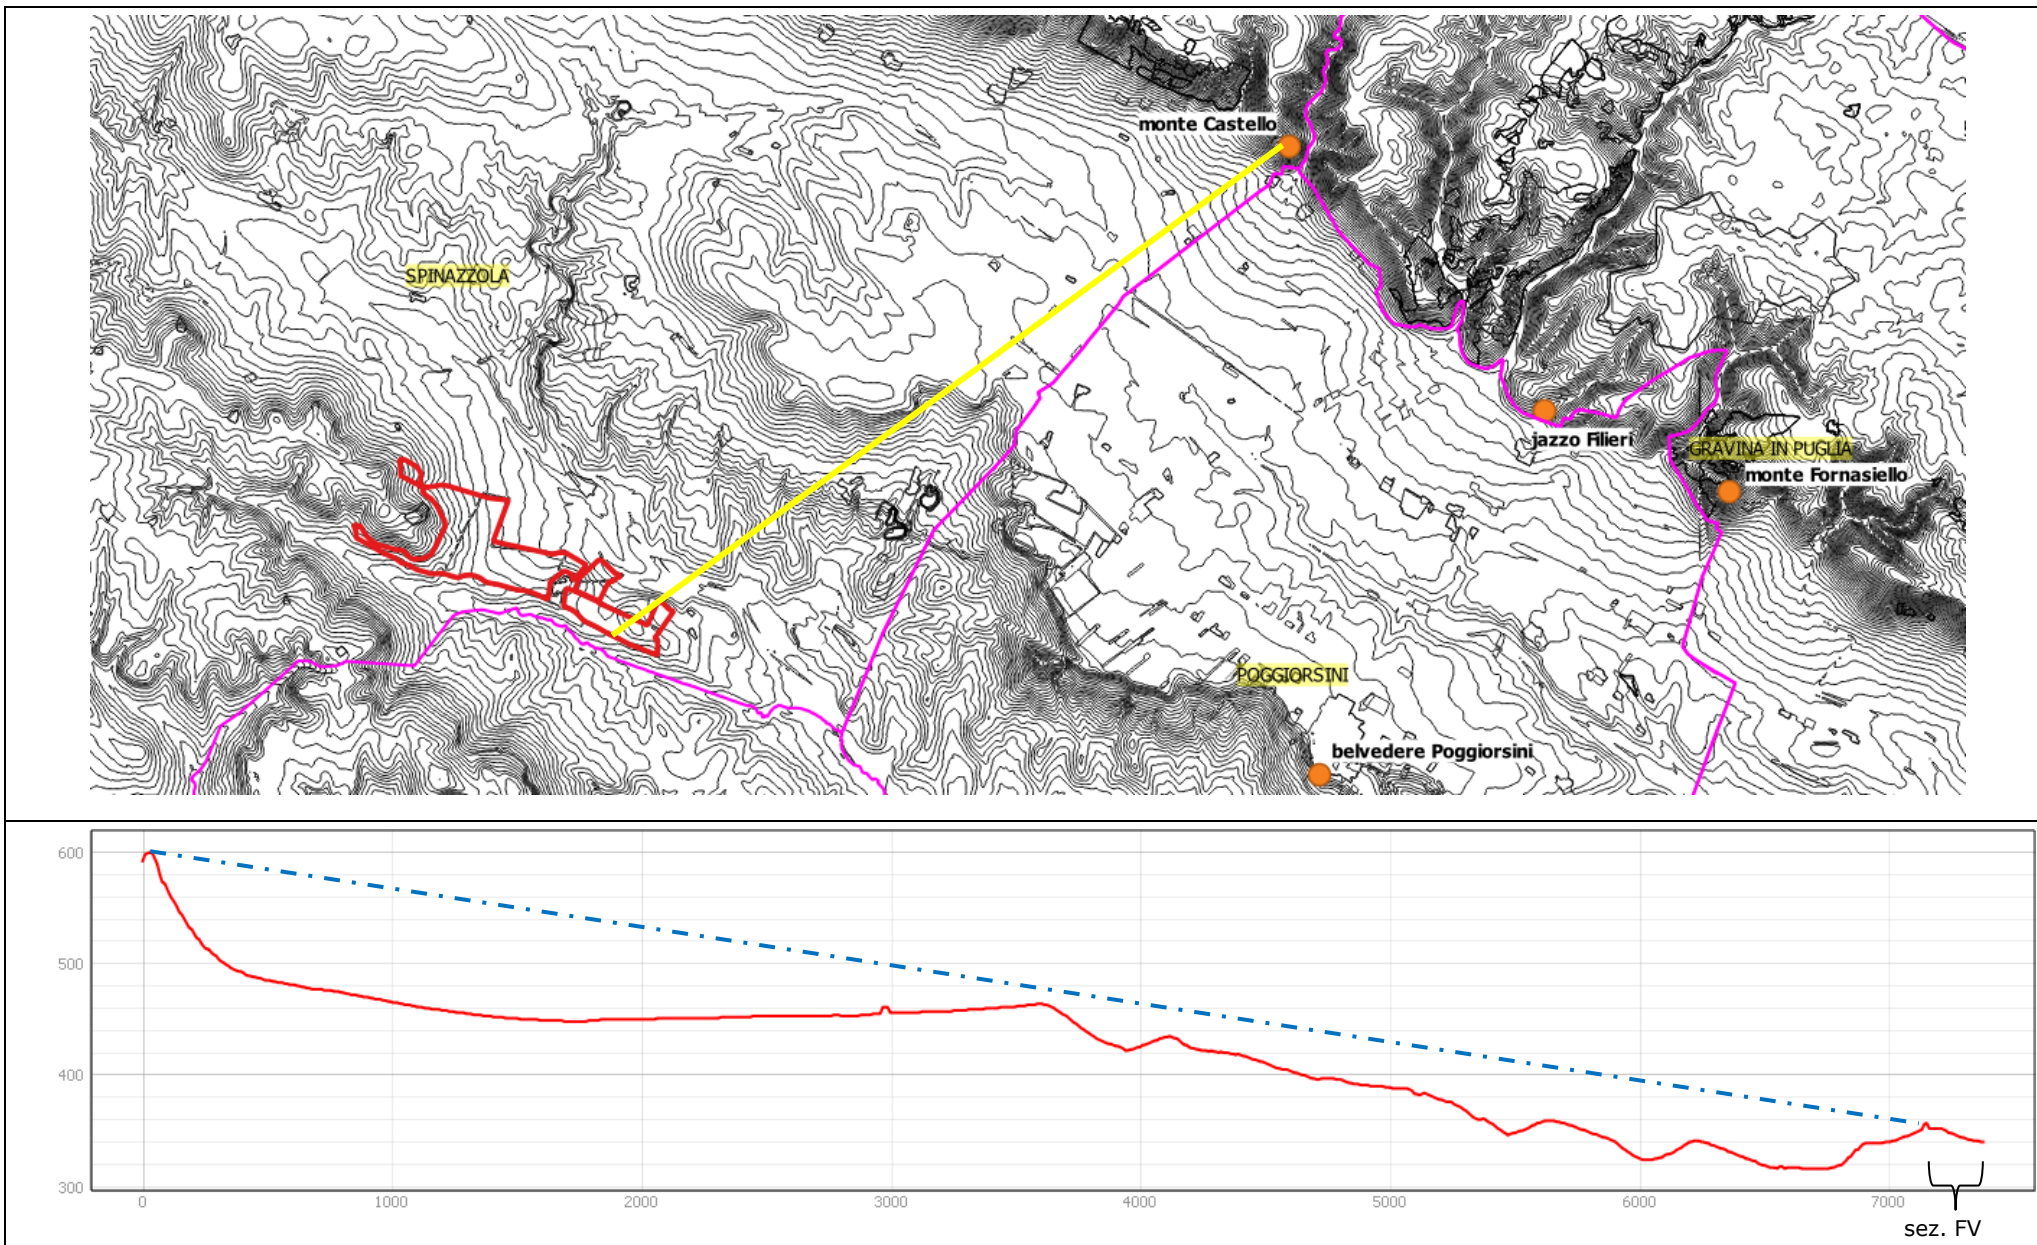 monte Castello
SPINAZZOLA
jazzo Filieri
GRAVINA IN PUGLIA
monte Fornasiello
POGGIORSINI
belvedere Poggiorsini
600
500
400
300
0 1000 2000 3000 4000 5000 6000 7000
sez. FV